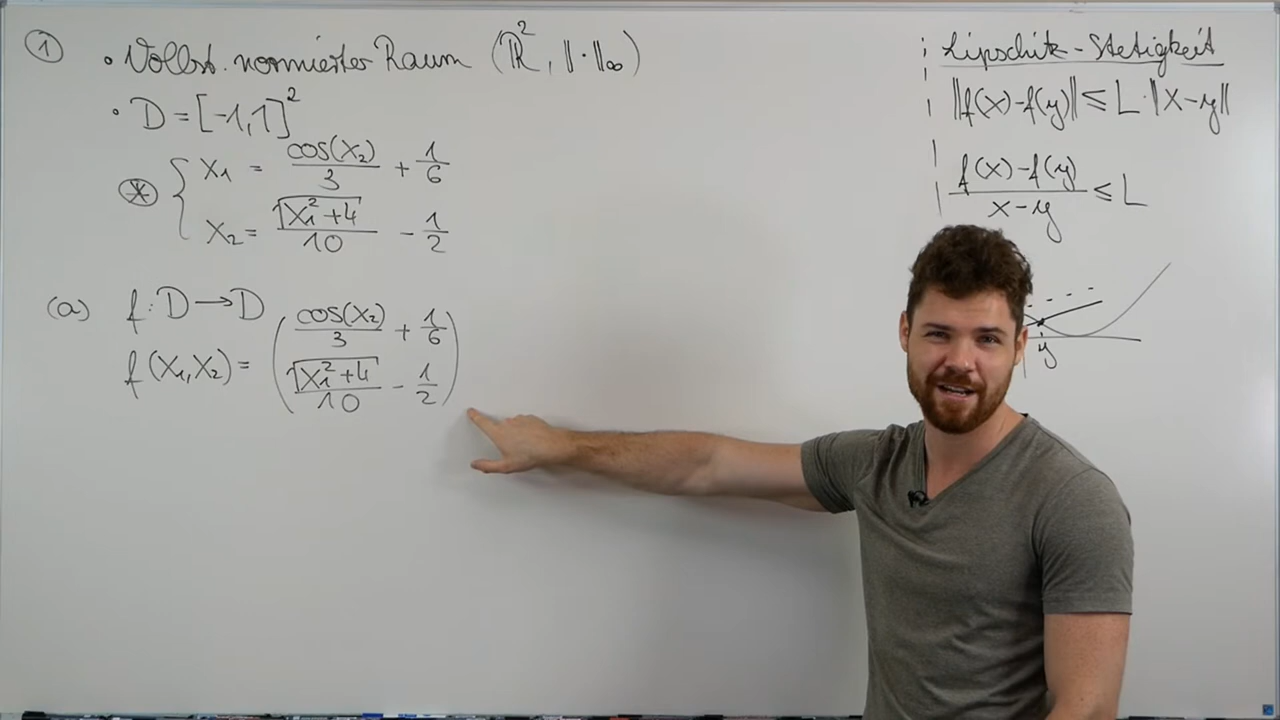 ① • Vollst. normierter Raum (ℝ², ‖·‖∞)
• D = [-1,1]²
⊛ { x₁ = cos(x₂)/3 + 1/6
x₂ = √(x₁²+4)/10 - 1/2
(a) f: D → D
f(x₁,x₂) = ( cos(x₂)/3 + 1/6
√(x₁²+4)/10 - 1/2 )
Lipschitz-Stetigkeit
‖f(x)-f(y)‖ ≤ L·‖x-y‖
f(x)-f(y)/x-y ≤ L
y